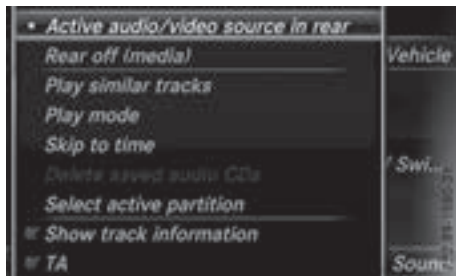 • Active audio/video source in rear
Rear off (media)
Vehicle
Play similar tracks
Play mode
Skip to time
Swi...
Delete saved audio CDs
Select active partition
Show track information
TA
Soun